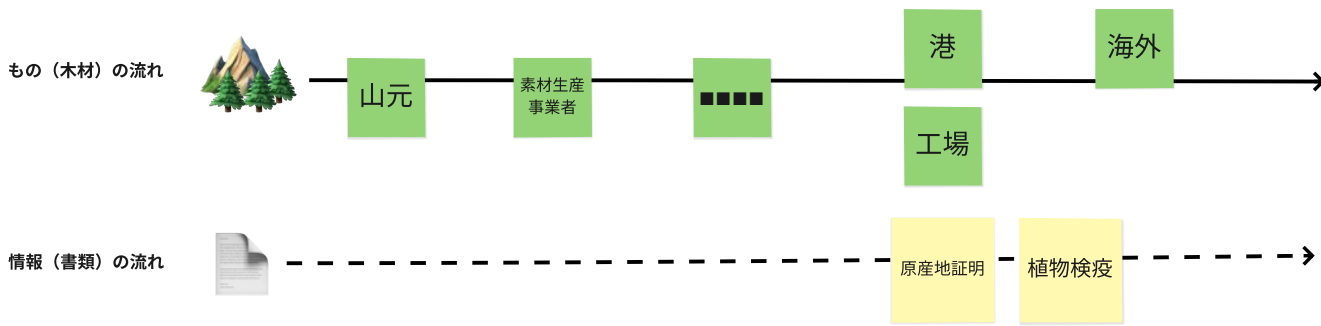 もの（木材）の流れ
山元
素材生産
事業者
■■■■
港
工場
海外
情報（書類）の流れ
原産地証明
植物検疫